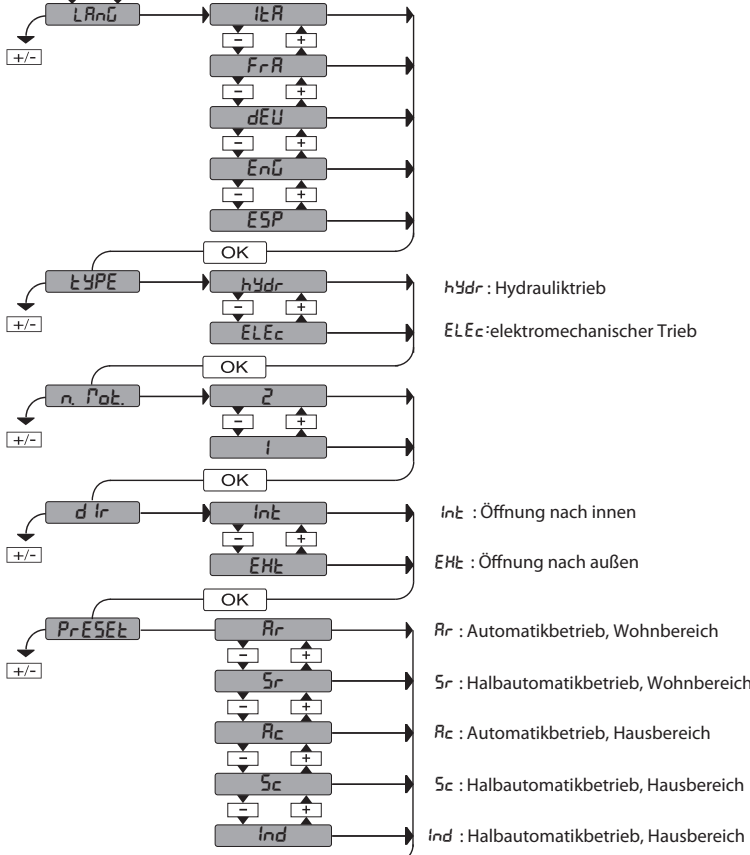 LAnG ItA
- +
+/-
FrA
- +
dEU
- +
EnG
- +
ESP
OK
tYPE hYdr hYdr : Hydrauliktrieb
- +
+/-
ELEc ELEc :elektromechanischer Trieb
OK
n. Mot. 2
- +
+/-
1
OK
dIr Int Int : Öffnung nach innen
- +
+/-
EHt EHt : Öffnung nach außen
OK
PrESEt Ar Ar : Automatikbetrieb, Wohnbereich
- +
+/-
Sr Sr : Halbautomatikbetrieb, Wohnbereich
- +
Ac Ac : Automatikbetrieb, Hausbereich
- +
Sc Sc : Halbautomatikbetrieb, Hausbereich
- +
Ind Ind : Halbautomatikbetrieb, Hausbereich